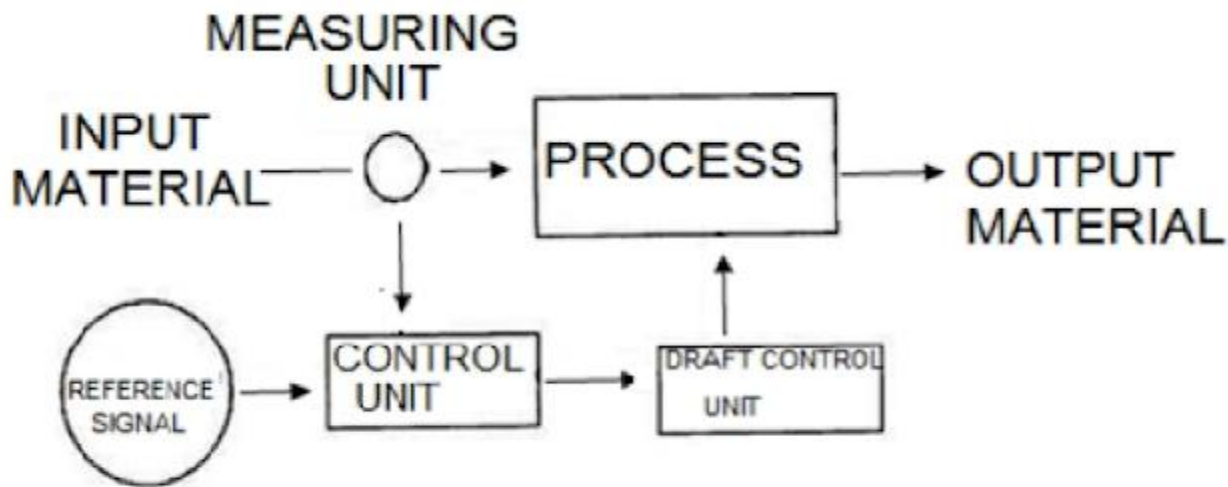 MEASURING
UNIT
INPUT
MATERIAL
PROCESS
OUTPUT
MATERIAL
REFERENCE
SIGNAL
CONTROL
UNIT
DRAFT CONTROL
UNIT